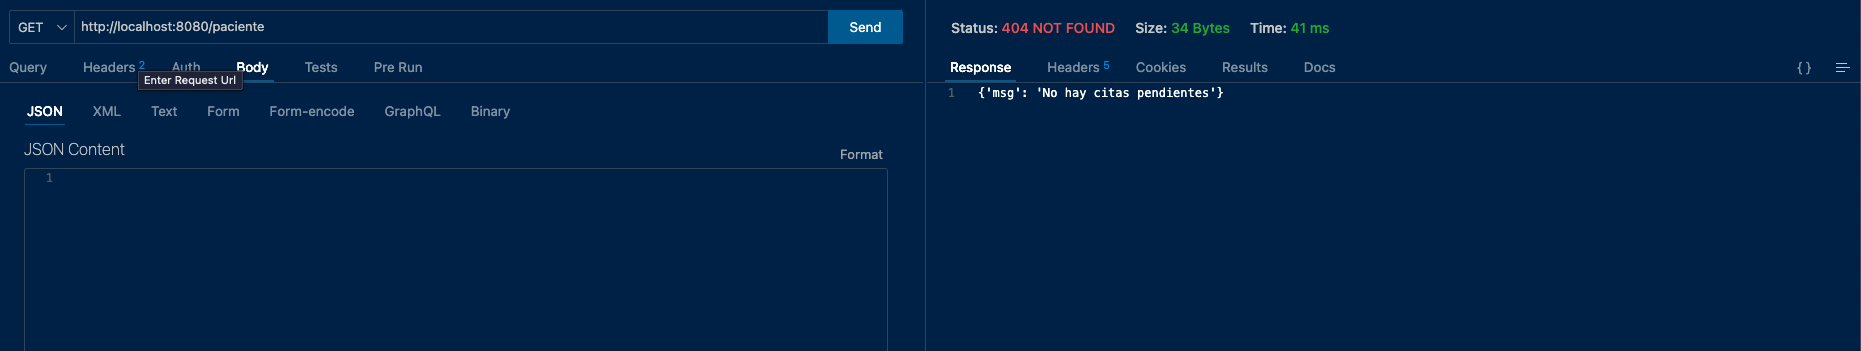 GET http://localhost:8080/paciente Send
Query Headers 2 Auth Body Tests Pre Run
Enter Request Url
JSON XML Text Form Form-encode GraphQL Binary
JSON Content
Format
1
Status: 404 NOT FOUND Size: 34 Bytes Time: 41 ms
Response Headers 5 Cookies Results Docs { }
1 {'msg': 'No hay citas pendientes'}